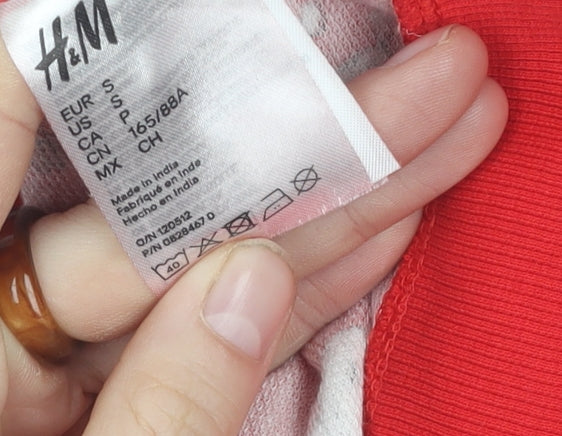 H&M
EUR S
US S
CA P
CN 165/88A
MX CH
Made in India
Fabriqué en Inde
Hecho en India
O/N 120512
P/N 0828467 0
40